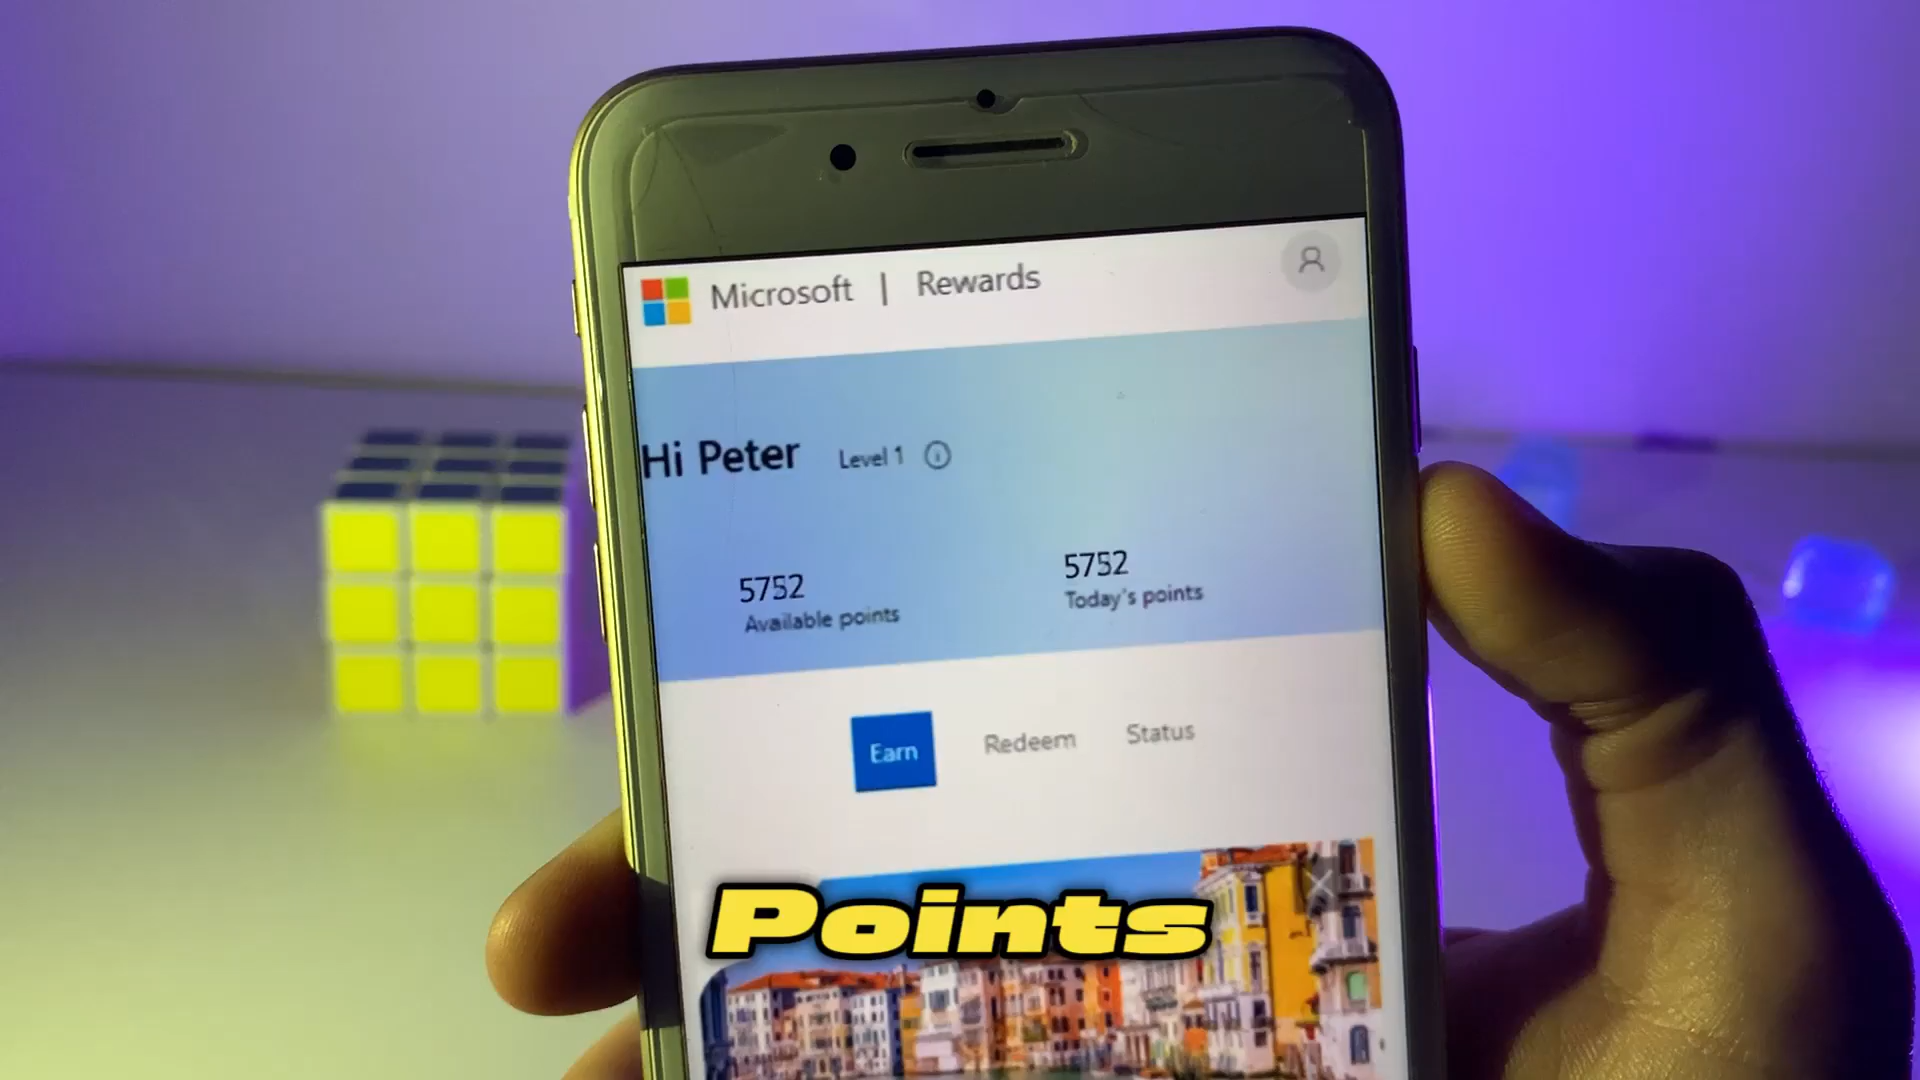 Microsoft | Rewards
Hi Peter Level 1
5752
Available points
5752
Today's points
Earn
Redeem
Status
Points